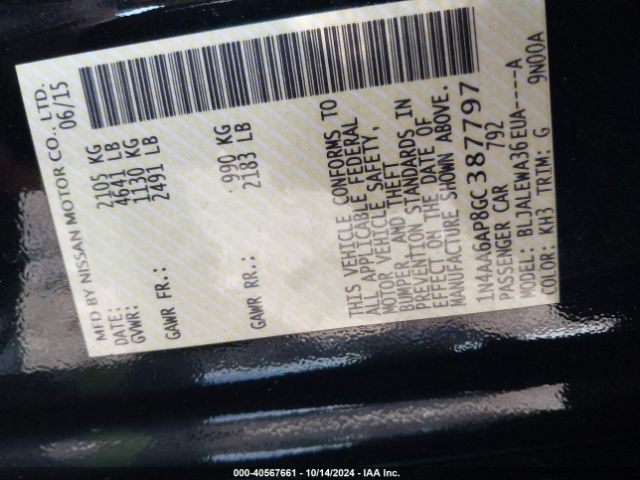 MFD BY NISSAN MOTOR CO., LTD.
DATE: 06/15
GVWR: 2105 KG
4641 LB
GAWR FR.: 1130 KG
2491 LB
GAWR RR.: 990 KG
2183 LB
THIS VEHICLE CONFORMS TO
ALL APPLICABLE FEDERAL
MOTOR VEHICLE SAFETY,
BUMPER, AND THEFT
PREVENTION STANDARDS IN
EFFECT ON THE DATE OF
MANUFACTURE SHOWN ABOVE.
1N4AA6AP8GC387797
PASSENGER CAR 792
MODEL: BLJALEWA36EUA----A
COLOR: KH3 TRIM: G 9N00A
000-40567661 - 10/14/2024 - IAA Inc.